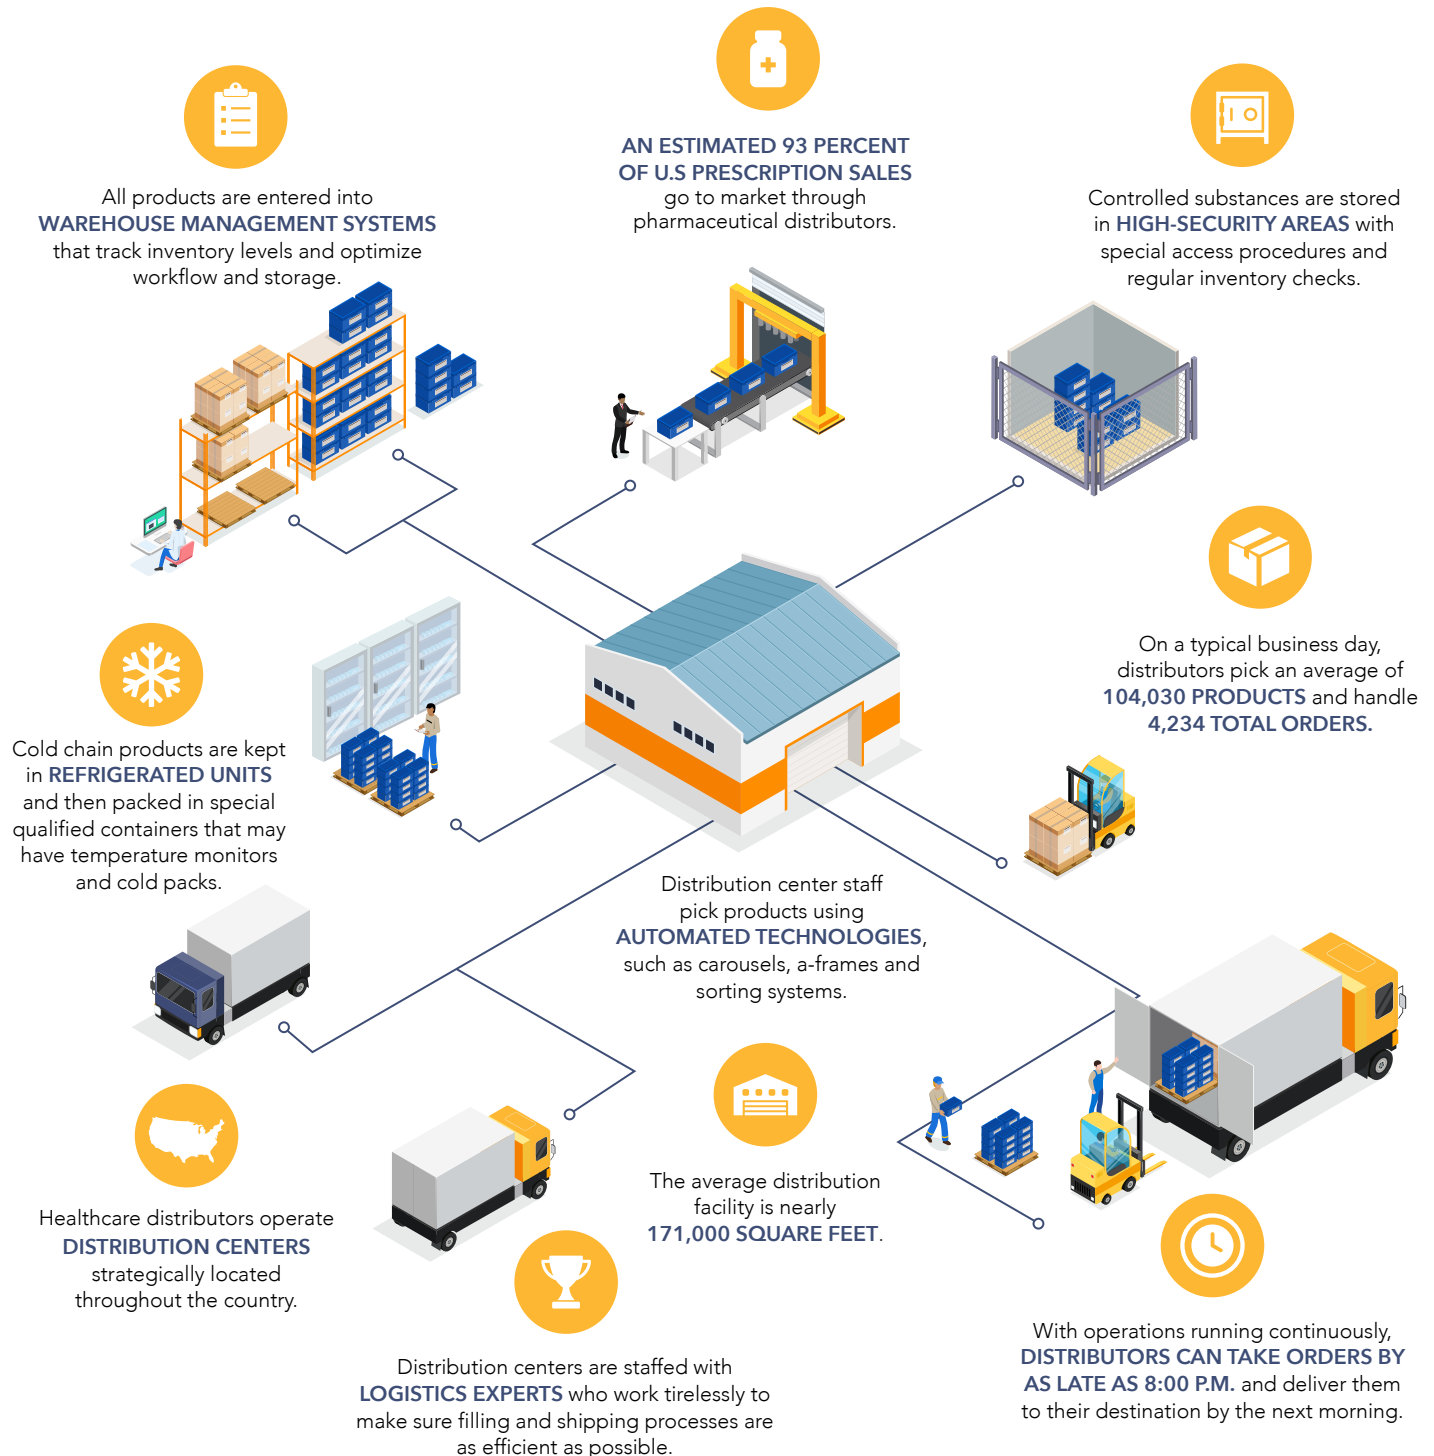 All products are entered into
WAREHOUSE MANAGEMENT SYSTEMS
that track inventory levels and optimize
workflow and storage.
AN ESTIMATED 93 PERCENT
OF U.S PRESCRIPTION SALES
go to market through
pharmaceutical distributors.
Controlled substances are stored
in HIGH-SECURITY AREAS with
special access procedures and
regular inventory checks.
On a typical business day,
distributors pick an average of
104,030 PRODUCTS and handle
4,234 TOTAL ORDERS.
Cold chain products are kept
in REFRIGERATED UNITS
and then packed in special
qualified containers that may
have temperature monitors
and cold packs.
Distribution center staff
pick products using
AUTOMATED TECHNOLOGIES,
such as carousels, a-frames and
sorting systems.
Healthcare distributors operate
DISTRIBUTION CENTERS
strategically located
throughout the country.
The average distribution
facility is nearly
171,000 SQUARE FEET.
Distribution centers are staffed with
LOGISTICS EXPERTS who work tirelessly to
make sure filling and shipping processes are
as efficient as possible.
With operations running continuously,
DISTRIBUTORS CAN TAKE ORDERS BY
AS LATE AS 8:00 P.M. and deliver them
to their destination by the next morning.